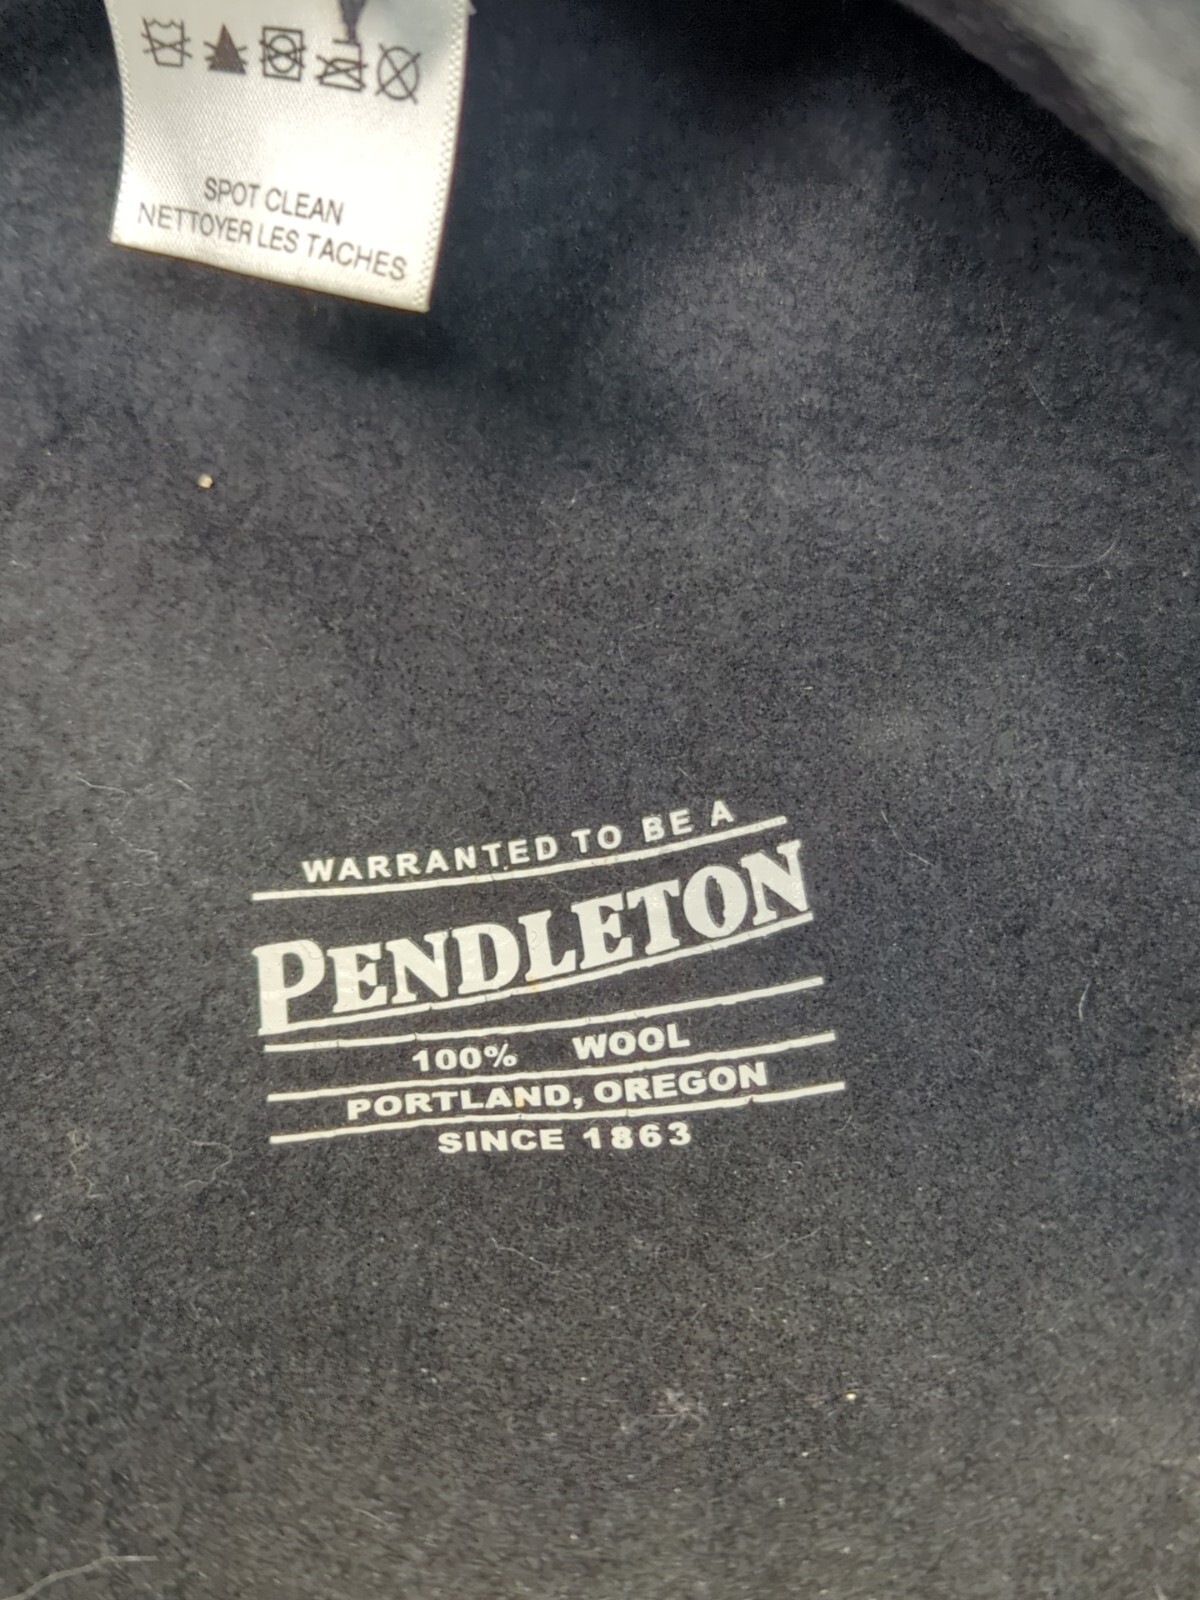 SPOT CLEAN
NETTOYER LES TACHES
WARRANTED TO BE A
PENDLETON
100% WOOL
PORTLAND, OREGON
SINCE 1863